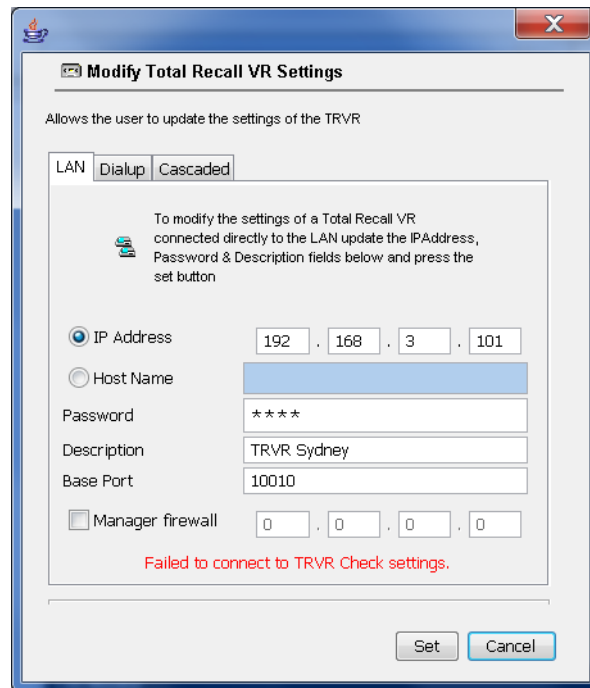 Modify Total Recall VR Settings
Allows the user to update the settings of the TRVR
LAN Dialup Cascaded
To modify the settings of a Total Recall VR
connected directly to the LAN update the IPAddress,
Password & Description fields below and press the
set button
IP Address 192 . 168 . 3 . 101
Host Name
Password ****
Description TRVR Sydney
Base Port 10010
Manager firewall 0 . 0 . 0 . 0
Failed to connect to TRVR Check settings.
Set Cancel